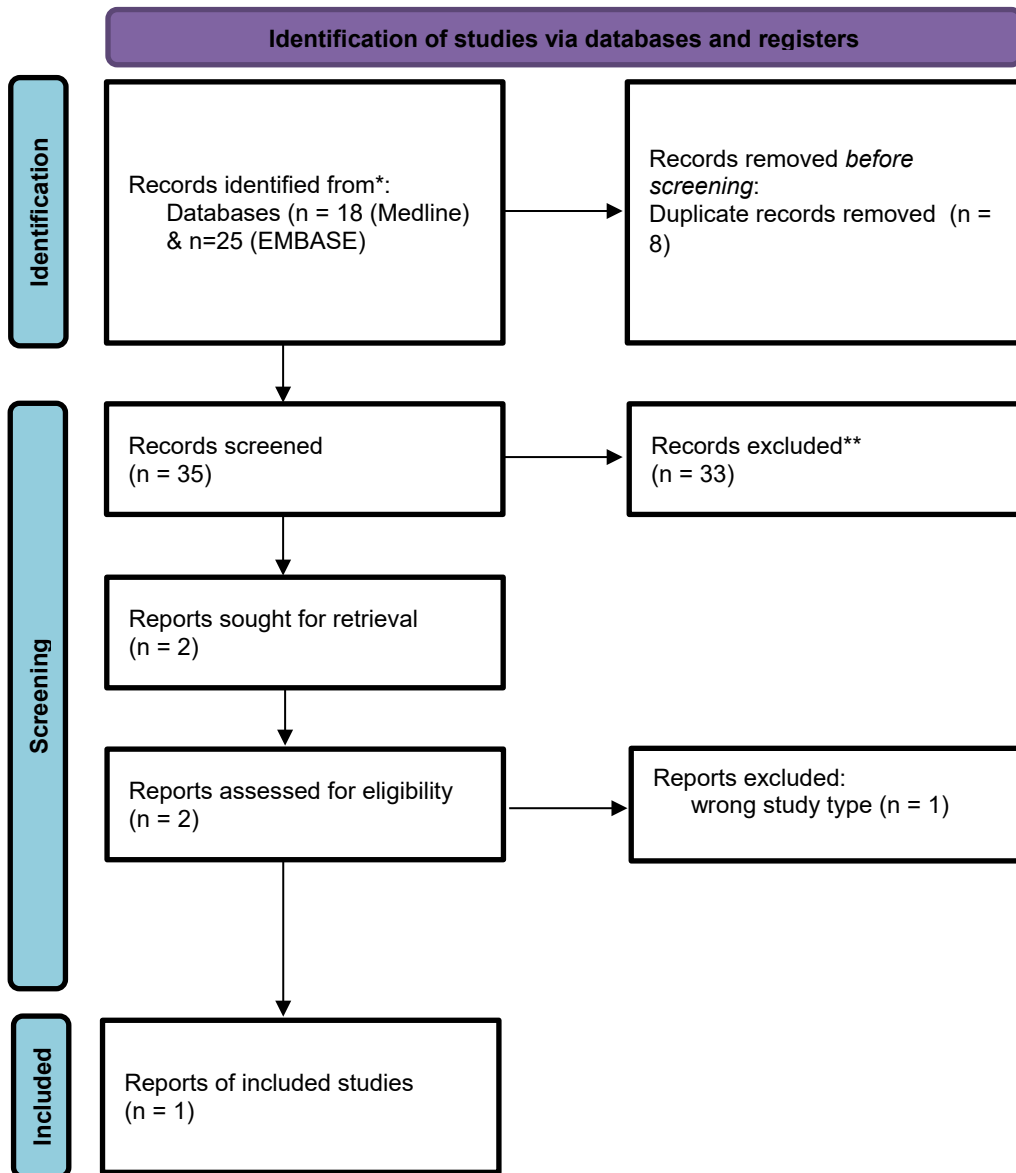 Identification of studies via databases and registers
Identification
Records identified from*:
Databases (n = 18 (Medline)
& n=25 (EMBASE)
Records removed before
screening:
Duplicate records removed  (n =
8)
Screening
Records screened
(n = 35)
Records excluded**
(n = 33)
Reports sought for retrieval
(n = 2)
Reports assessed for eligibility
(n = 2)
Reports excluded:
wrong study type (n = 1)
Included
Reports of included studies
(n = 1)